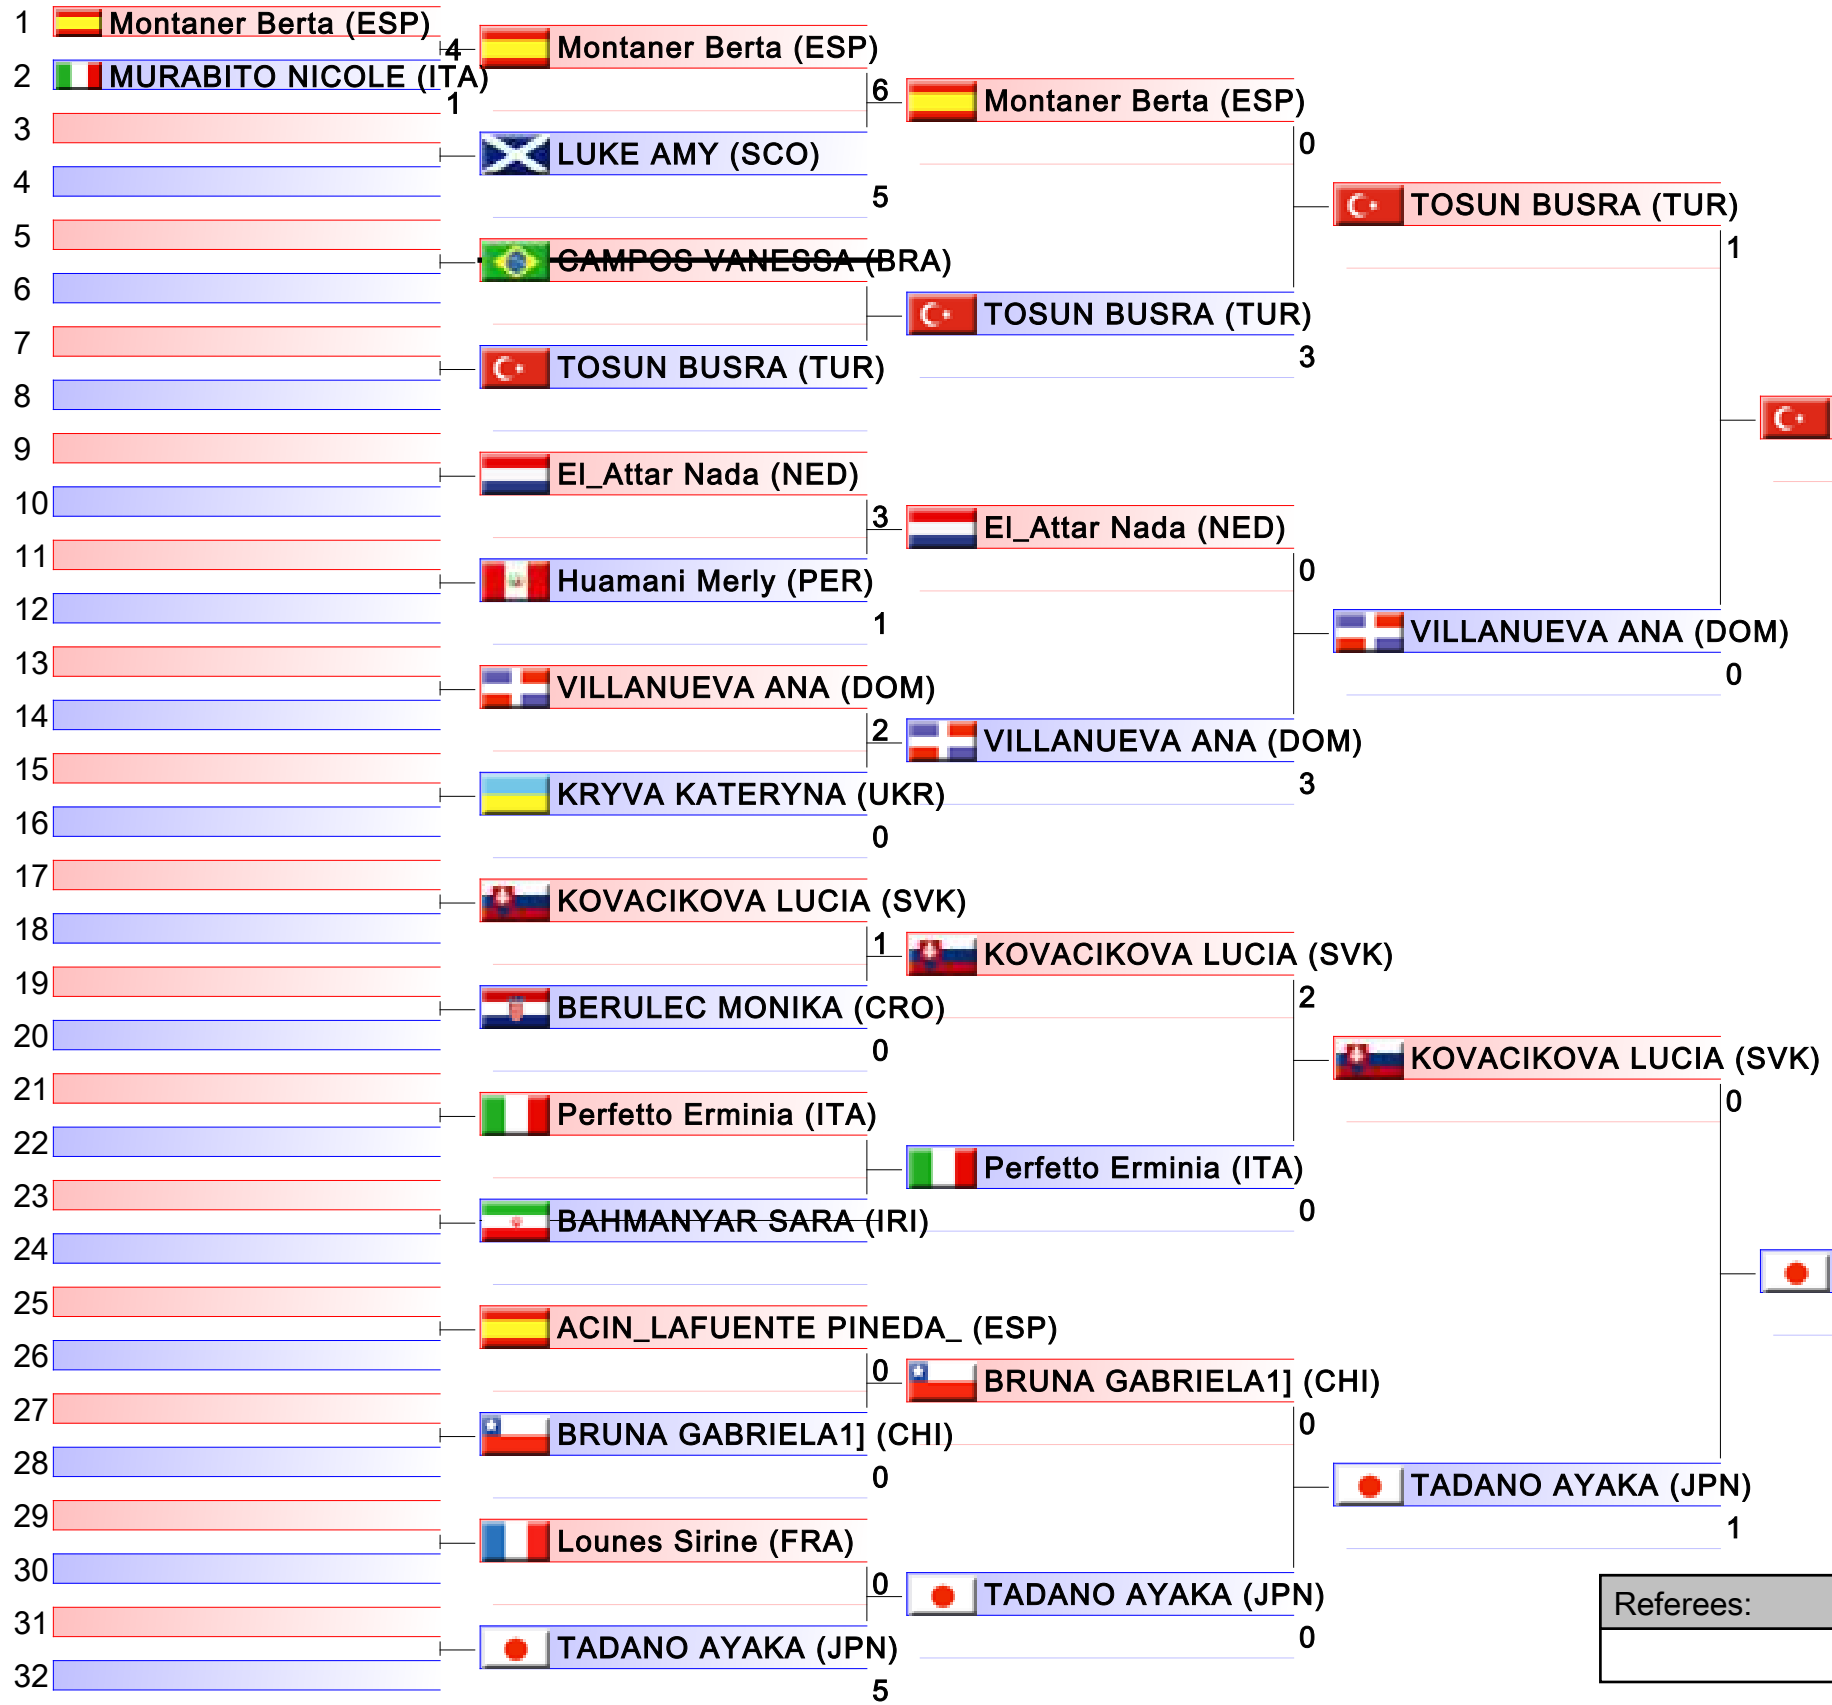 1 Montaner Berta (ESP)
4
2 MURABITO NICOLE (ITA)
1
3
4
5
6
7
8
9
10
11
12
13
14
15
16
17
18
19
20
21
22
23
24
25
26
27
28
29
30
31
32
Montaner Berta (ESP)
6
LUKE AMY (SCO)
5
CAMPOS VANESSA (BRA)
TOSUN BUSRA (TUR)
El_Attar Nada (NED)
3
Huamani Merly (PER)
1
VILLANUEVA ANA (DOM)
2
KRYVA KATERYNA (UKR)
0
KOVACIKOVA LUCIA (SVK)
1
BERULEC MONIKA (CRO)
0
Perfetto Erminia (ITA)
BAHMANYAR SARA (IRI)
ACIN_LAFUENTE PINEDA_ (ESP)
0
BRUNA GABRIELA1] (CHI)
0
Lounes Sirine (FRA)
0
TADANO AYAKA (JPN)
5
Montaner Berta (ESP)
0
TOSUN BUSRA (TUR)
3
El_Attar Nada (NED)
0
VILLANUEVA ANA (DOM)
3
KOVACIKOVA LUCIA (SVK)
2
Perfetto Erminia (ITA)
0
BRUNA GABRIELA1] (CHI)
0
TADANO AYAKA (JPN)
0
TOSUN BUSRA (TUR)
1
VILLANUEVA ANA (DOM)
0
KOVACIKOVA LUCIA (SVK)
0
TADANO AYAKA (JPN)
1
Referees: